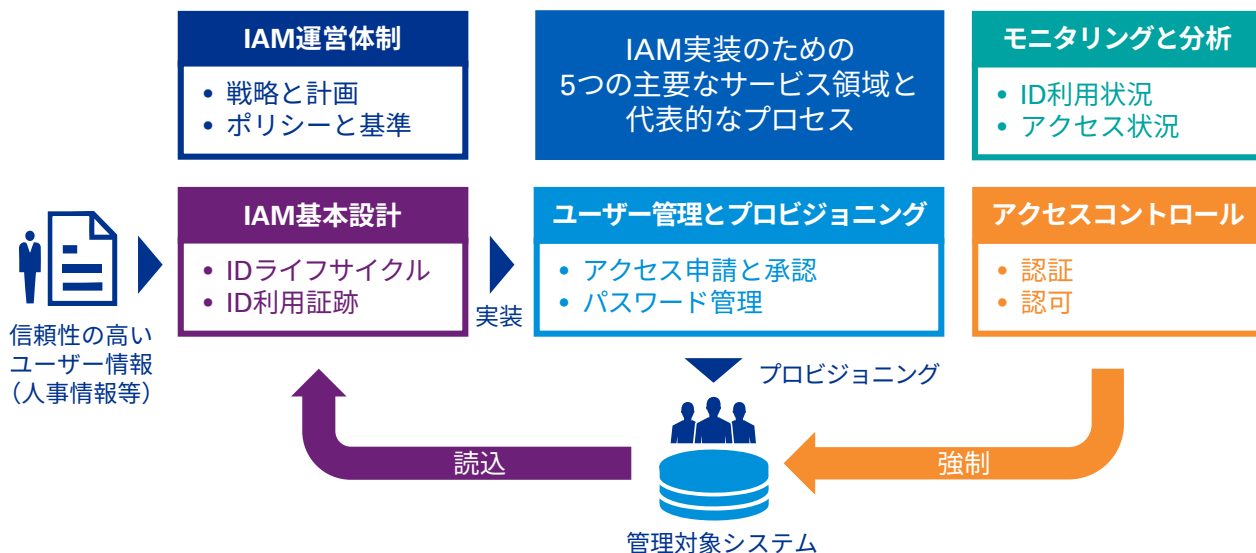 IAM運営体制
• 戦略と計画
• ポリシーと基準
IAM実装のための
5つの主要なサービス領域と
代表的なプロセス
モニタリングと分析
• ID利用状況
• アクセス状況
信頼性の高い
ユーザー情報
（人事情報等）
IAM基本設計
• IDライフサイクル
• ID利用証跡
実装
ユーザー管理とプロビジョニング
• アクセス申請と承認
• パスワード管理
アクセスコントロール
• 認証
• 認可
プロビジョニング
読込
強制
管理対象システム